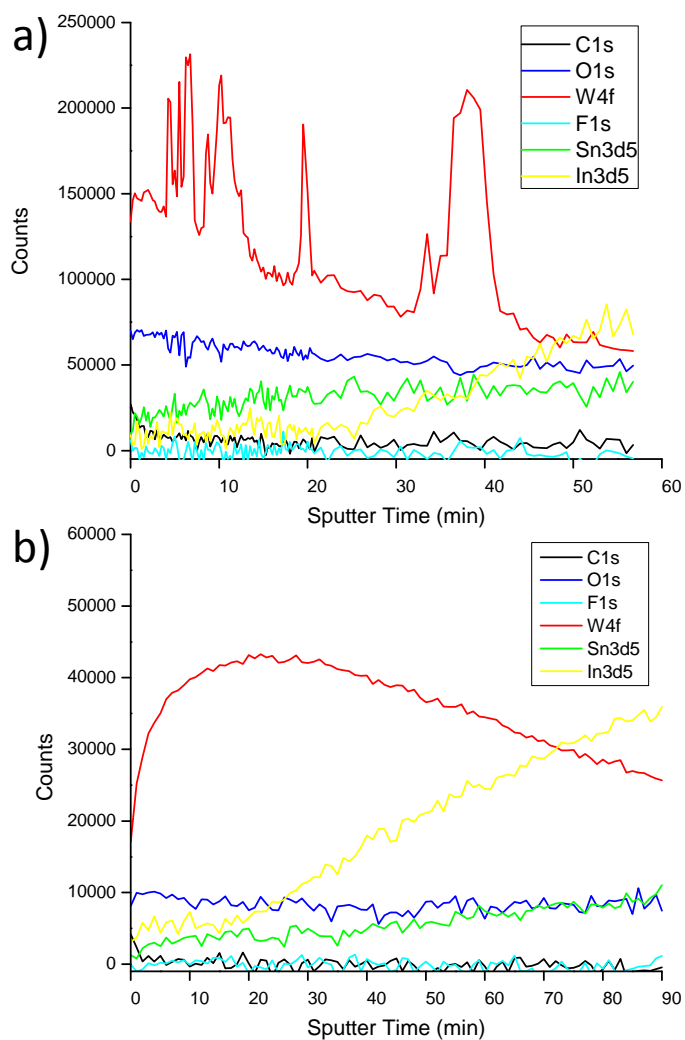 a)
250000
200000
150000
100000
50000
0
Counts
C1s
O1s
W4f
F1s
Sn3d5
In3d5
0 10 20 30 40 50 60
Sputter Time (min)
b)
60000
50000
40000
30000
20000
10000
0
Counts
C1s
O1s
F1s
W4f
Sn3d5
In3d5
0 10 20 30 40 50 60 70 80 90
Sputter Time (min)